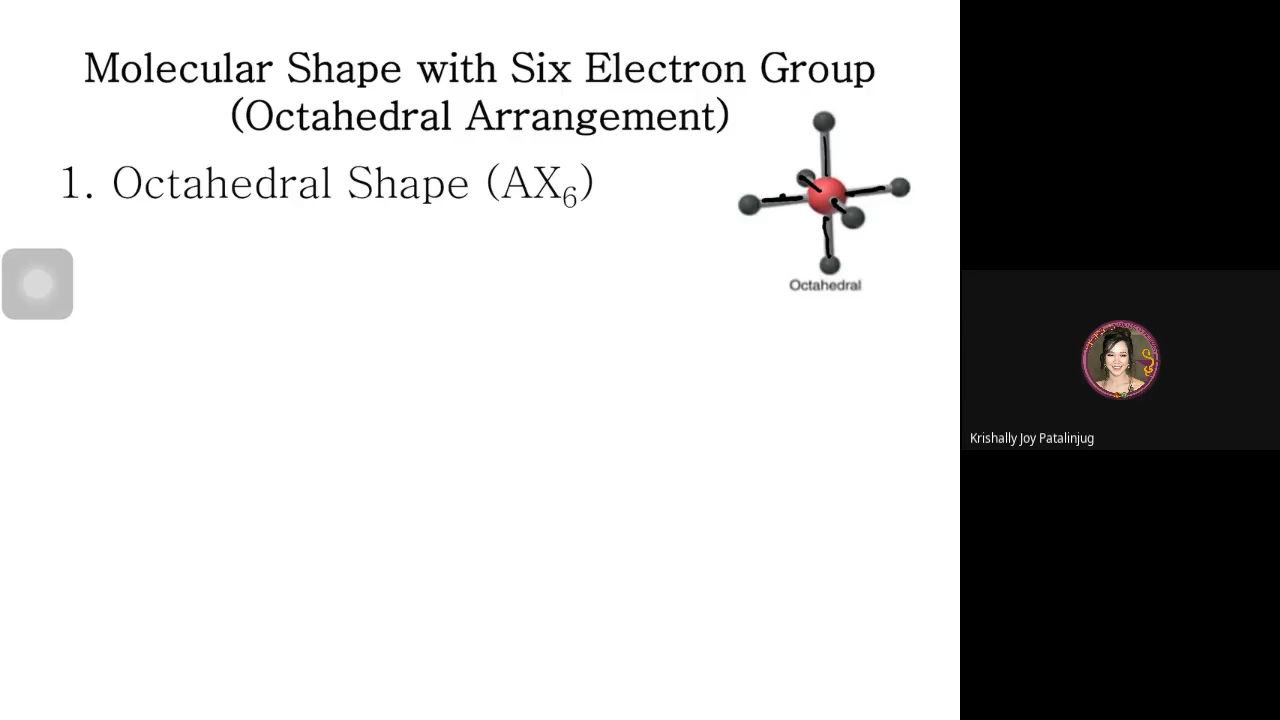 Molecular Shape with Six Electron Group
(Octahedral Arrangement)
1. Octahedral Shape (AX₆)
Octahedral
Krishally Joy Patalinjug